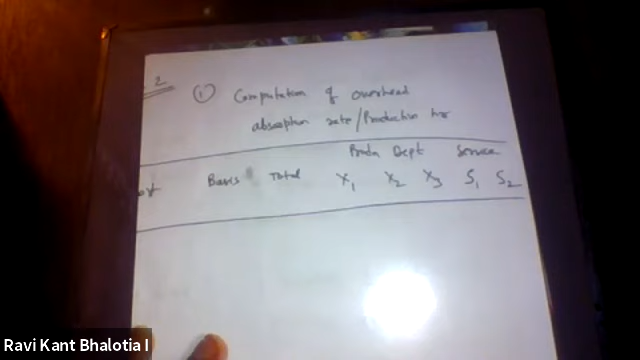 2
(1) Computation of overhead
absorption rate/Production hr
Prodn Dept Service
Basis Total X1 X2 X3 S1 S2
Ravi Kant Bhalotia I